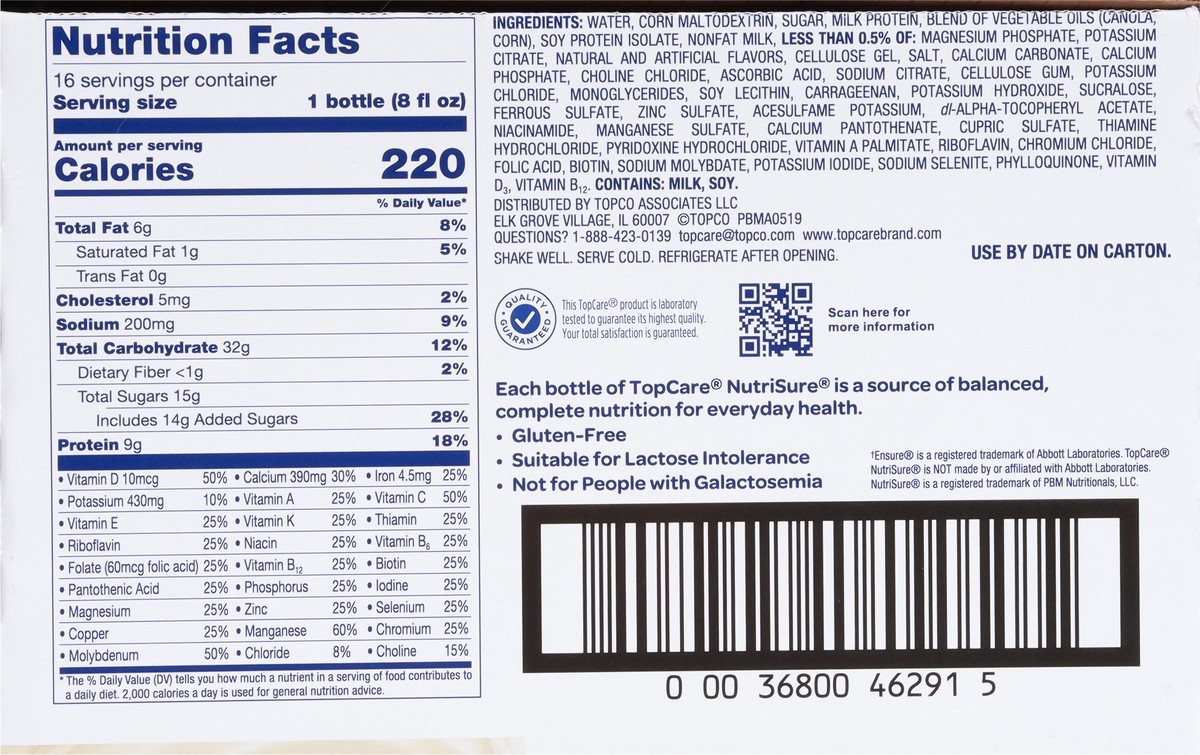 Nutrition Facts
16 servings per container
Serving size 1 bottle (8 fl oz)
Amount per serving
Calories 220
% Daily Value*
Total Fat 6g 8%
Saturated Fat 1g 5%
Trans Fat 0g
Cholesterol 5mg 2%
Sodium 200mg 9%
Total Carbohydrate 32g 12%
Dietary Fiber <1g 2%
Total Sugars 15g
Includes 14g Added Sugars 28%
Protein 9g 18%
• Vitamin D 10mcg 50% • Calcium 390mg 30% • Iron 4.5mg 25%
• Potassium 430mg 10% • Vitamin A 25% • Vitamin C 50%
• Vitamin E 25% • Vitamin K 25% • Thiamin 25%
• Riboflavin 25% • Niacin 25% • Vitamin B6 25%
• Folate (60mcg folic acid) 25% • Vitamin B12 25% • Biotin 25%
• Pantothenic Acid 25% • Phosphorus 25% • Iodine 25%
• Magnesium 25% • Zinc 25% • Selenium 25%
• Copper 25% • Manganese 60% • Chromium 25%
• Molybdenum 50% • Chloride 8% • Choline 15%
* The % Daily Value (DV) tells you how much a nutrient in a serving of food contributes to
a daily diet. 2,000 calories a day is used for general nutrition advice.
INGREDIENTS: WATER, CORN MALTODEXTRIN, SUGAR, MILK PROTEIN, BLEND OF VEGETABLE OILS (CANOLA,
CORN), SOY PROTEIN ISOLATE, NONFAT MILK, LESS THAN 0.5% OF: MAGNESIUM PHOSPHATE, POTASSIUM
CITRATE, NATURAL AND ARTIFICIAL FLAVORS, CELLULOSE GEL, SALT, CALCIUM CARBONATE, CALCIUM
PHOSPHATE, CHOLINE CHLORIDE, ASCORBIC ACID, SODIUM CITRATE, CELLULOSE GUM, POTASSIUM
CHLORIDE, MONOGLYCERIDES, SOY LECITHIN, CARRAGEENAN, POTASSIUM HYDROXIDE, SUCRALOSE,
FERROUS SULFATE, ZINC SULFATE, ACESULFAME POTASSIUM, dl-ALPHA-TOCOPHERYL ACETATE,
NIACINAMIDE, MANGANESE SULFATE, CALCIUM PANTOTHENATE, CUPRIC SULFATE, THIAMINE
HYDROCHLORIDE, PYRIDOXINE HYDROCHLORIDE, VITAMIN A PALMITATE, RIBOFLAVIN, CHROMIUM CHLORIDE,
FOLIC ACID, BIOTIN, SODIUM MOLYBDATE, POTASSIUM IODIDE, SODIUM SELENITE, PHYLLOQUINONE, VITAMIN
D3, VITAMIN B12. CONTAINS: MILK, SOY.
DISTRIBUTED BY TOPCO ASSOCIATES LLC
ELK GROVE VILLAGE, IL 60007 ©TOPCO PBMA0519
QUESTIONS? 1-888-423-0139 topcare@topco.com www.topcarebrand.com
SHAKE WELL. SERVE COLD. REFRIGERATE AFTER OPENING.
USE BY DATE ON CARTON.
QUALITY
GUARANTEED
This TopCare® product is laboratory
tested to guarantee its highest quality.
Your total satisfaction is guaranteed.
Scan here for
more information
Each bottle of TopCare® NutriSure® is a source of balanced,
complete nutrition for everyday health.
• Gluten-Free
• Suitable for Lactose Intolerance
• Not for People with Galactosemia
†Ensure® is a registered trademark of Abbott Laboratories. TopCare®
NutriSure® is NOT made by or affiliated with Abbott Laboratories.
NutriSure® is a registered trademark of PBM Nutritionals, LLC.
0 00 36800 46291 5